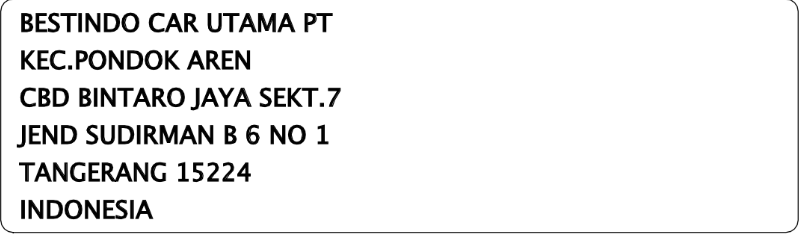 BESTINDO CAR UTAMA PT
KEC.PONDOK AREN
CBD BINTARO JAYA SEKT.7
JEND SUDIRMAN B 6 NO 1
TANGERANG 15224
INDONESIA